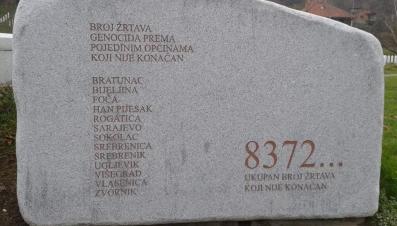 BROJ ŽRTAVA
GENOCIDA PREMA
POJEDINIM OPĆINAMA
KOJI NIJE KONAČAN
BRATUNAC
BIJELJINA
FOČA
HAN PIJESAK
ROGATICA
SARAJEVO
SOKOLAC
SREBRENICA
SREBRENIK
UGLJEVIK
VIŠEGRAD
VLASENICA
ZVORNIK
8372...
UKUPAN BROJ ŽRTAVA
KOJI NIJE KONAČAN